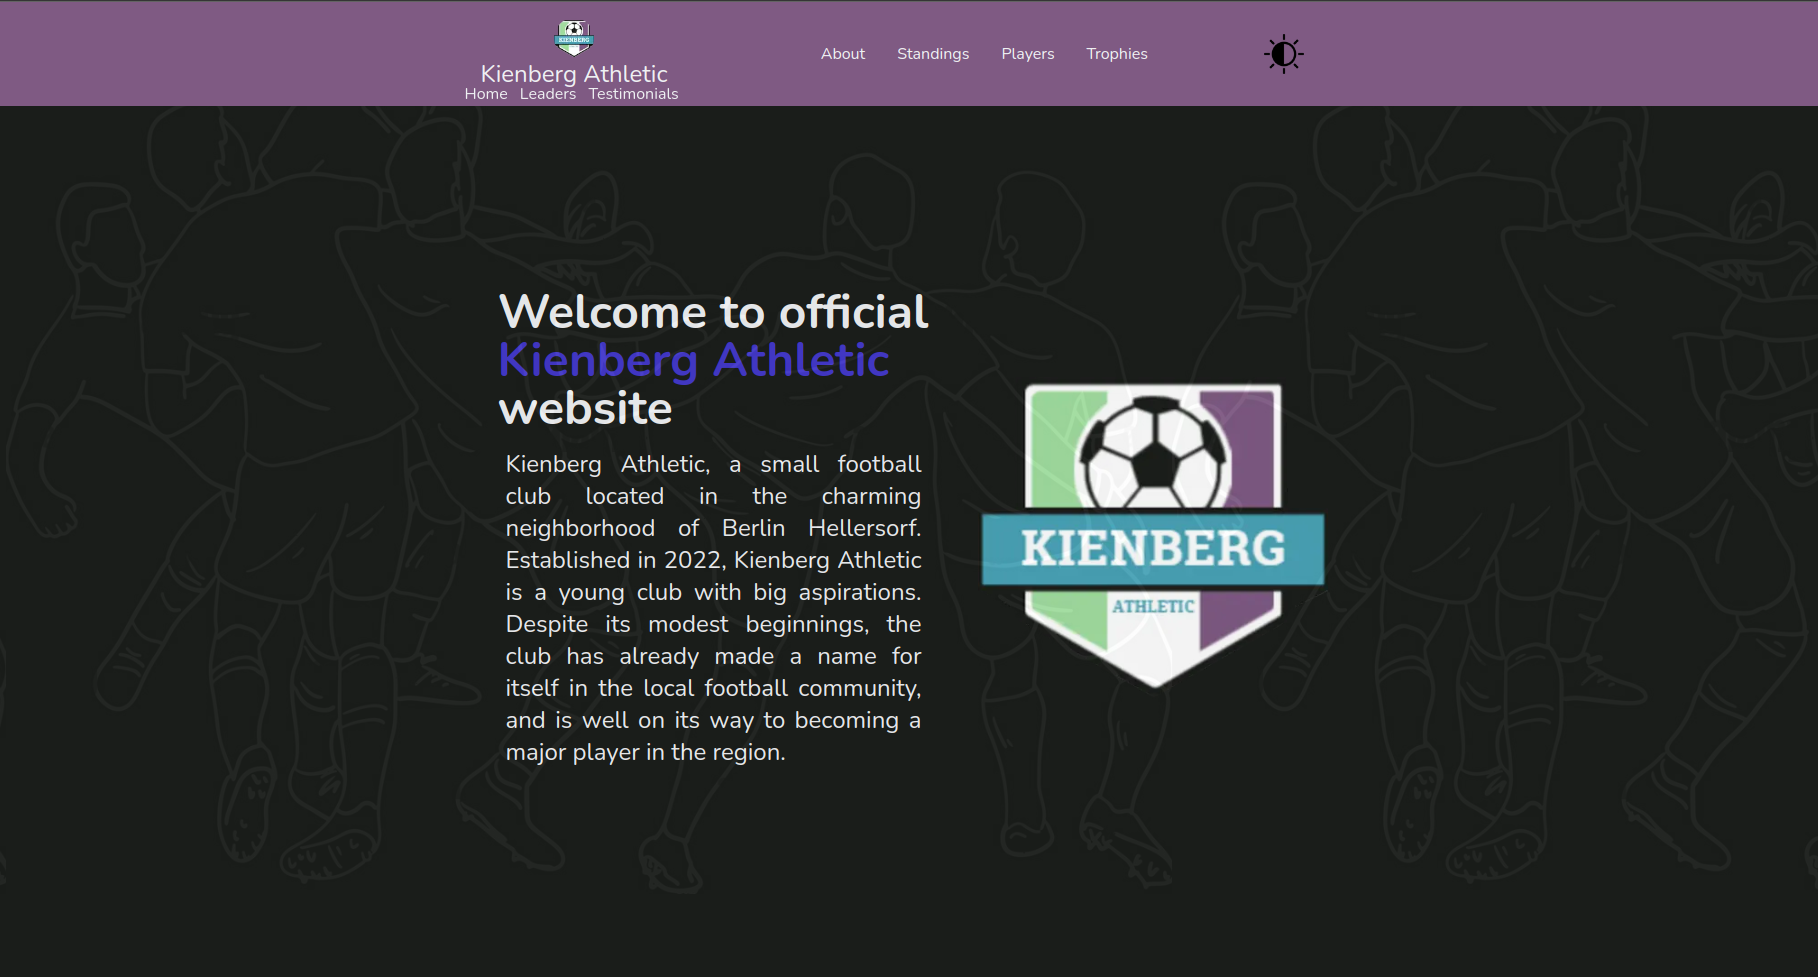 KIENBERG
Kienberg Athletic
Home Leaders Testimonials
About Standings Players Trophies
Welcome to official
Kienberg Athletic
website
Kienberg Athletic, a small football
club located in the charming
neighborhood of Berlin Hellersorf.
Established in 2022, Kienberg Athletic
is a young club with big aspirations.
Despite its modest beginnings, the
club has already made a name for
itself in the local football community,
and is well on its way to becoming a
major player in the region.
KIENBERG
ATHLETIC